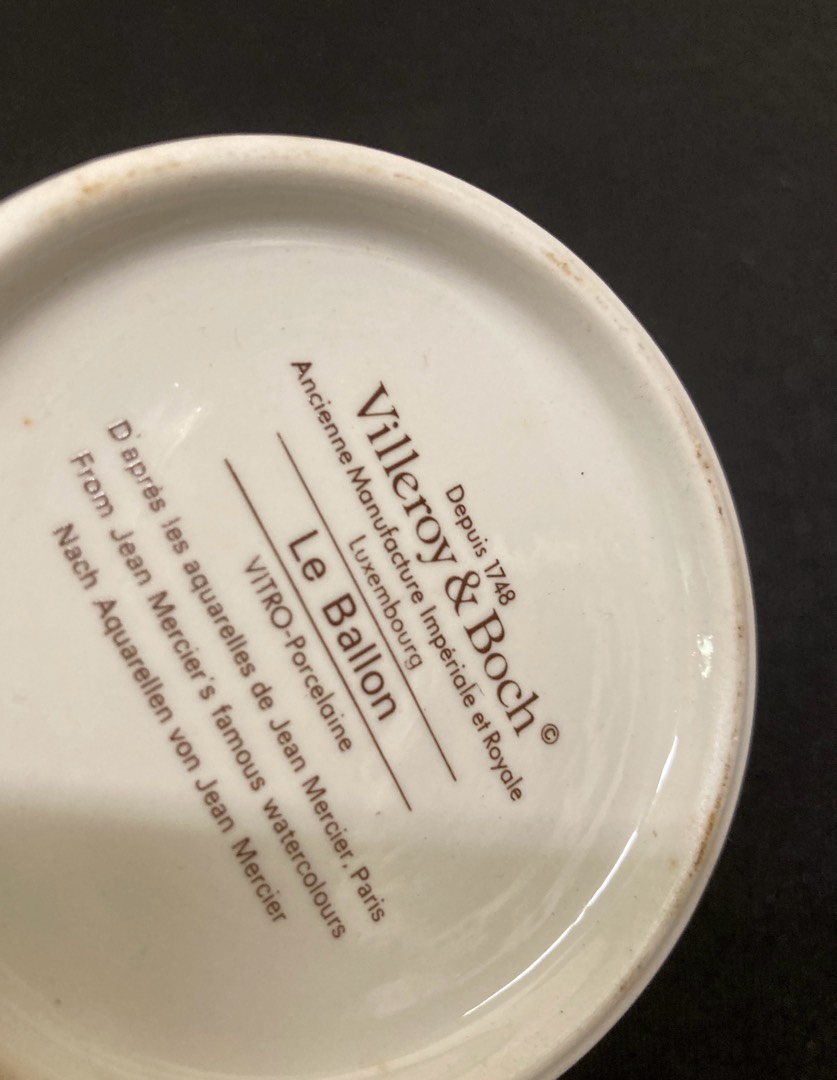 Depuis 1748
Villeroy & Boch©
Ancienne Manufacture Impériale et Royale
Luxembourg
Le Ballon
VITRO-Porcelaine
D'aprés les aquarelles de Jean Mercier, Paris
From Jean Mercier's famous watercolours
Nach Aquarellen von Jean Mercier